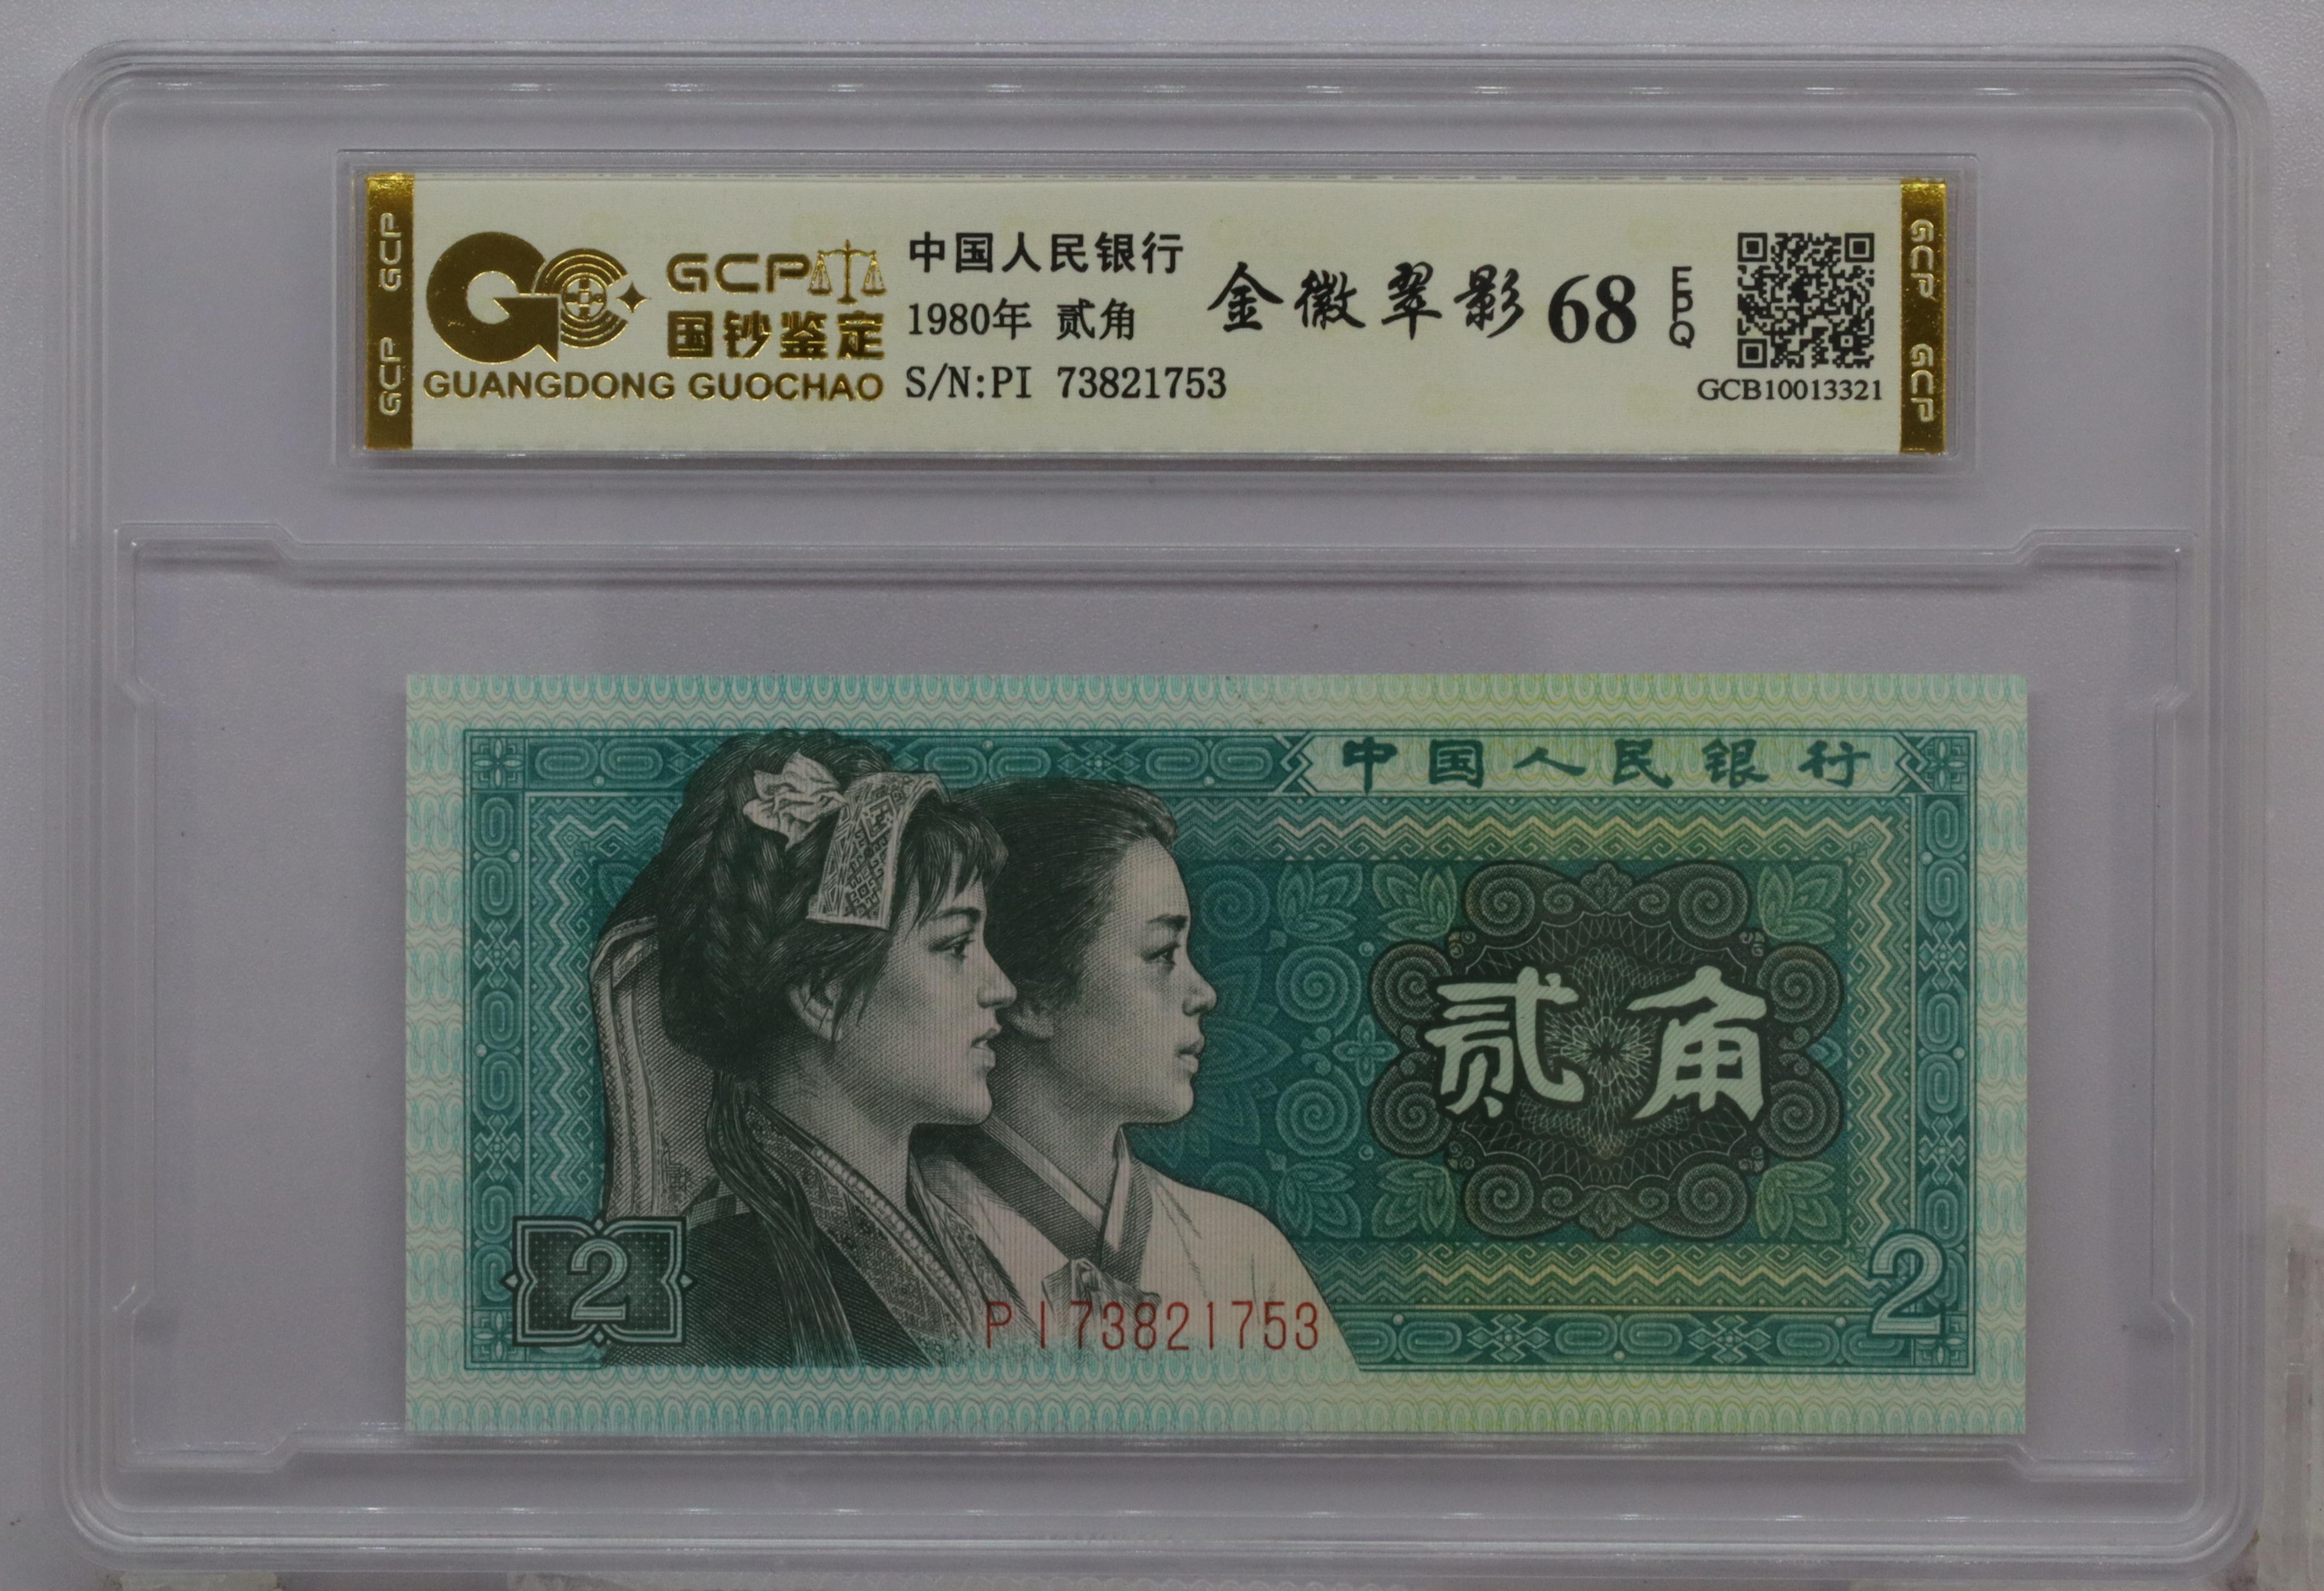 GCP GCP
GCP
国钞鉴定
GUANGDONG GUOCHAO
中国人民银行
1980年 贰角
S/N:PI 73821753
金徽翠影 68 EPQ
GCB10013321
GCP GCP
中国人民银行
贰角
2
2
PI73821753